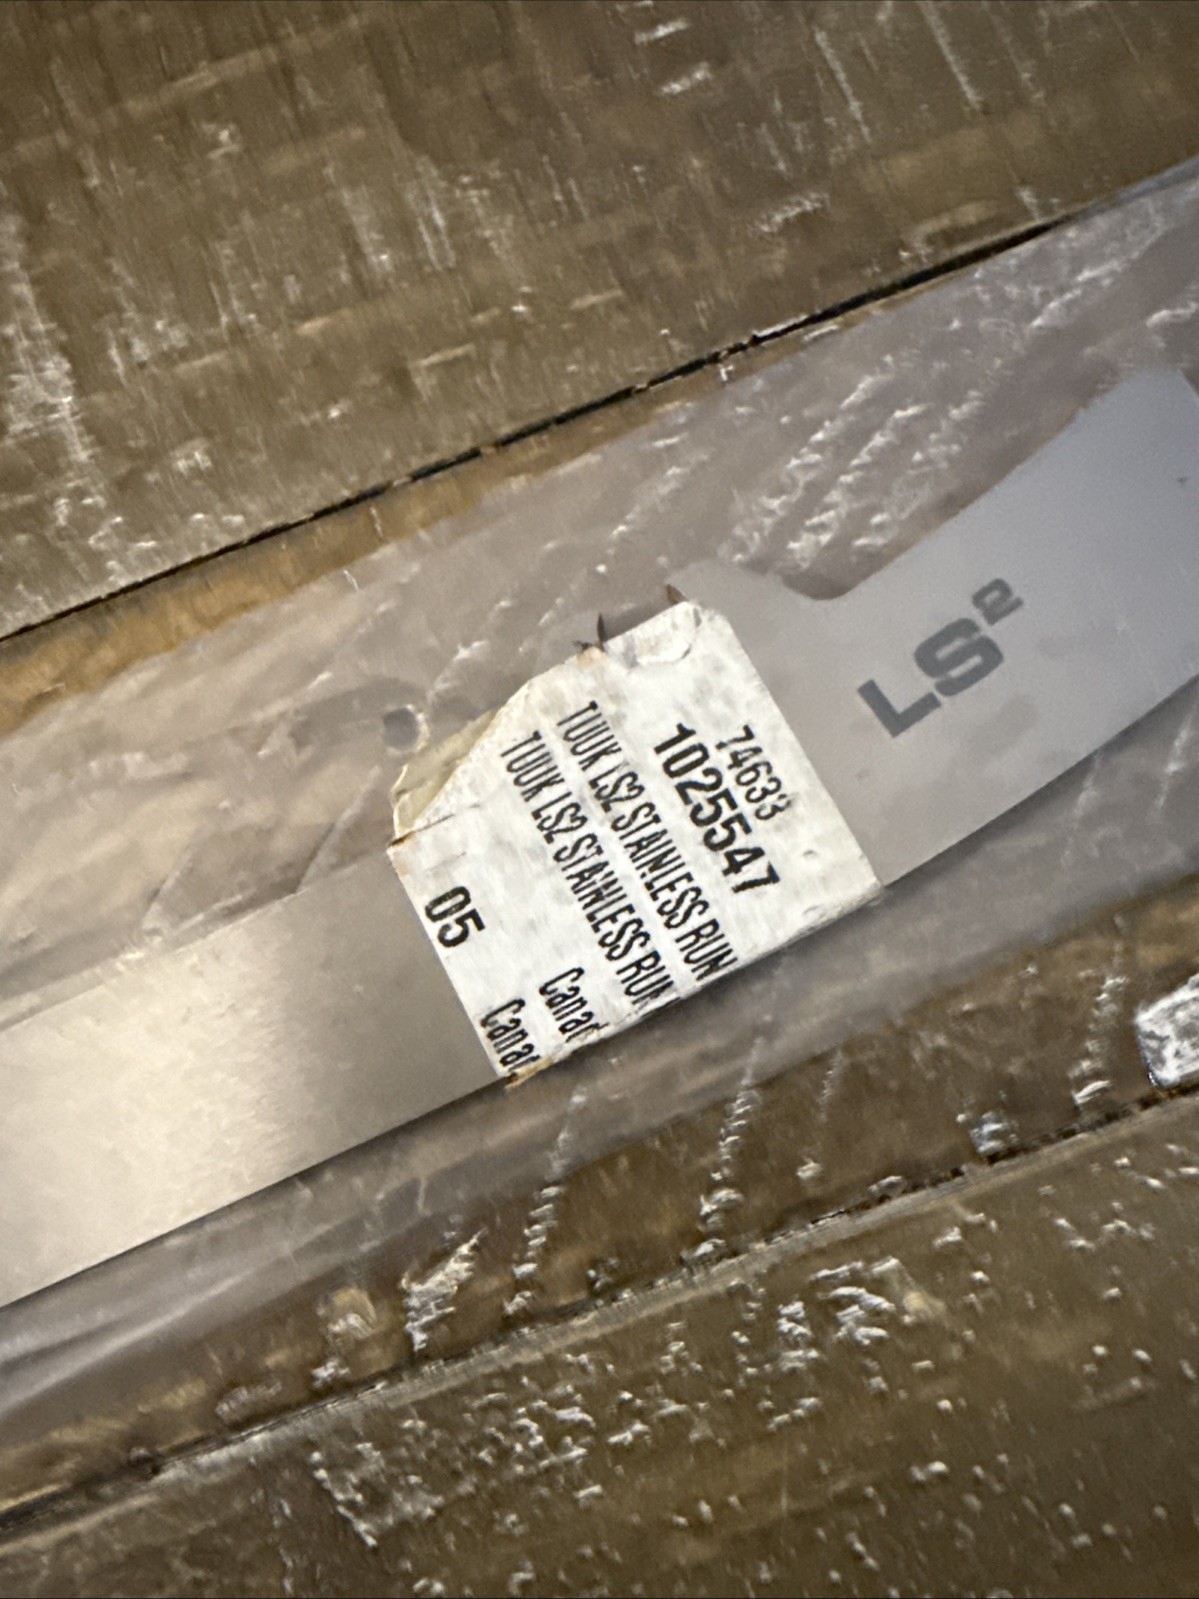 74633
1025547
TUUK LS2 STAINLESS RUN
TUUK LS2 STAINLESS RUN
05
Canad
Canad
LS²